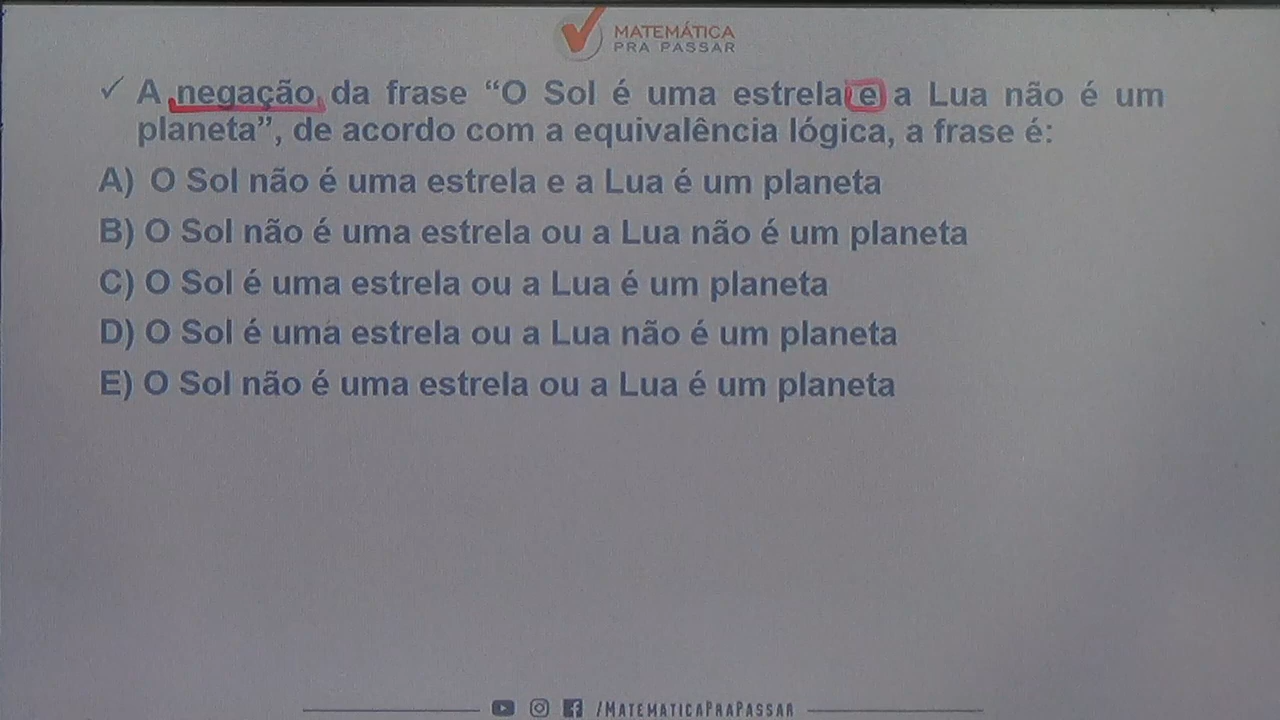 MATEMÁTICA
PRA PASSAR
✓ A negação da frase “O Sol é uma estrela e a Lua não é um
planeta”, de acordo com a equivalência lógica, a frase é:
A) O Sol não é uma estrela e a Lua é um planeta
B) O Sol não é uma estrela ou a Lua não é um planeta
C) O Sol é uma estrela ou a Lua é um planeta
D) O Sol é uma estrela ou a Lua não é um planeta
E) O Sol não é uma estrela ou a Lua é um planeta
/MATEMATICAPRAPASSAR